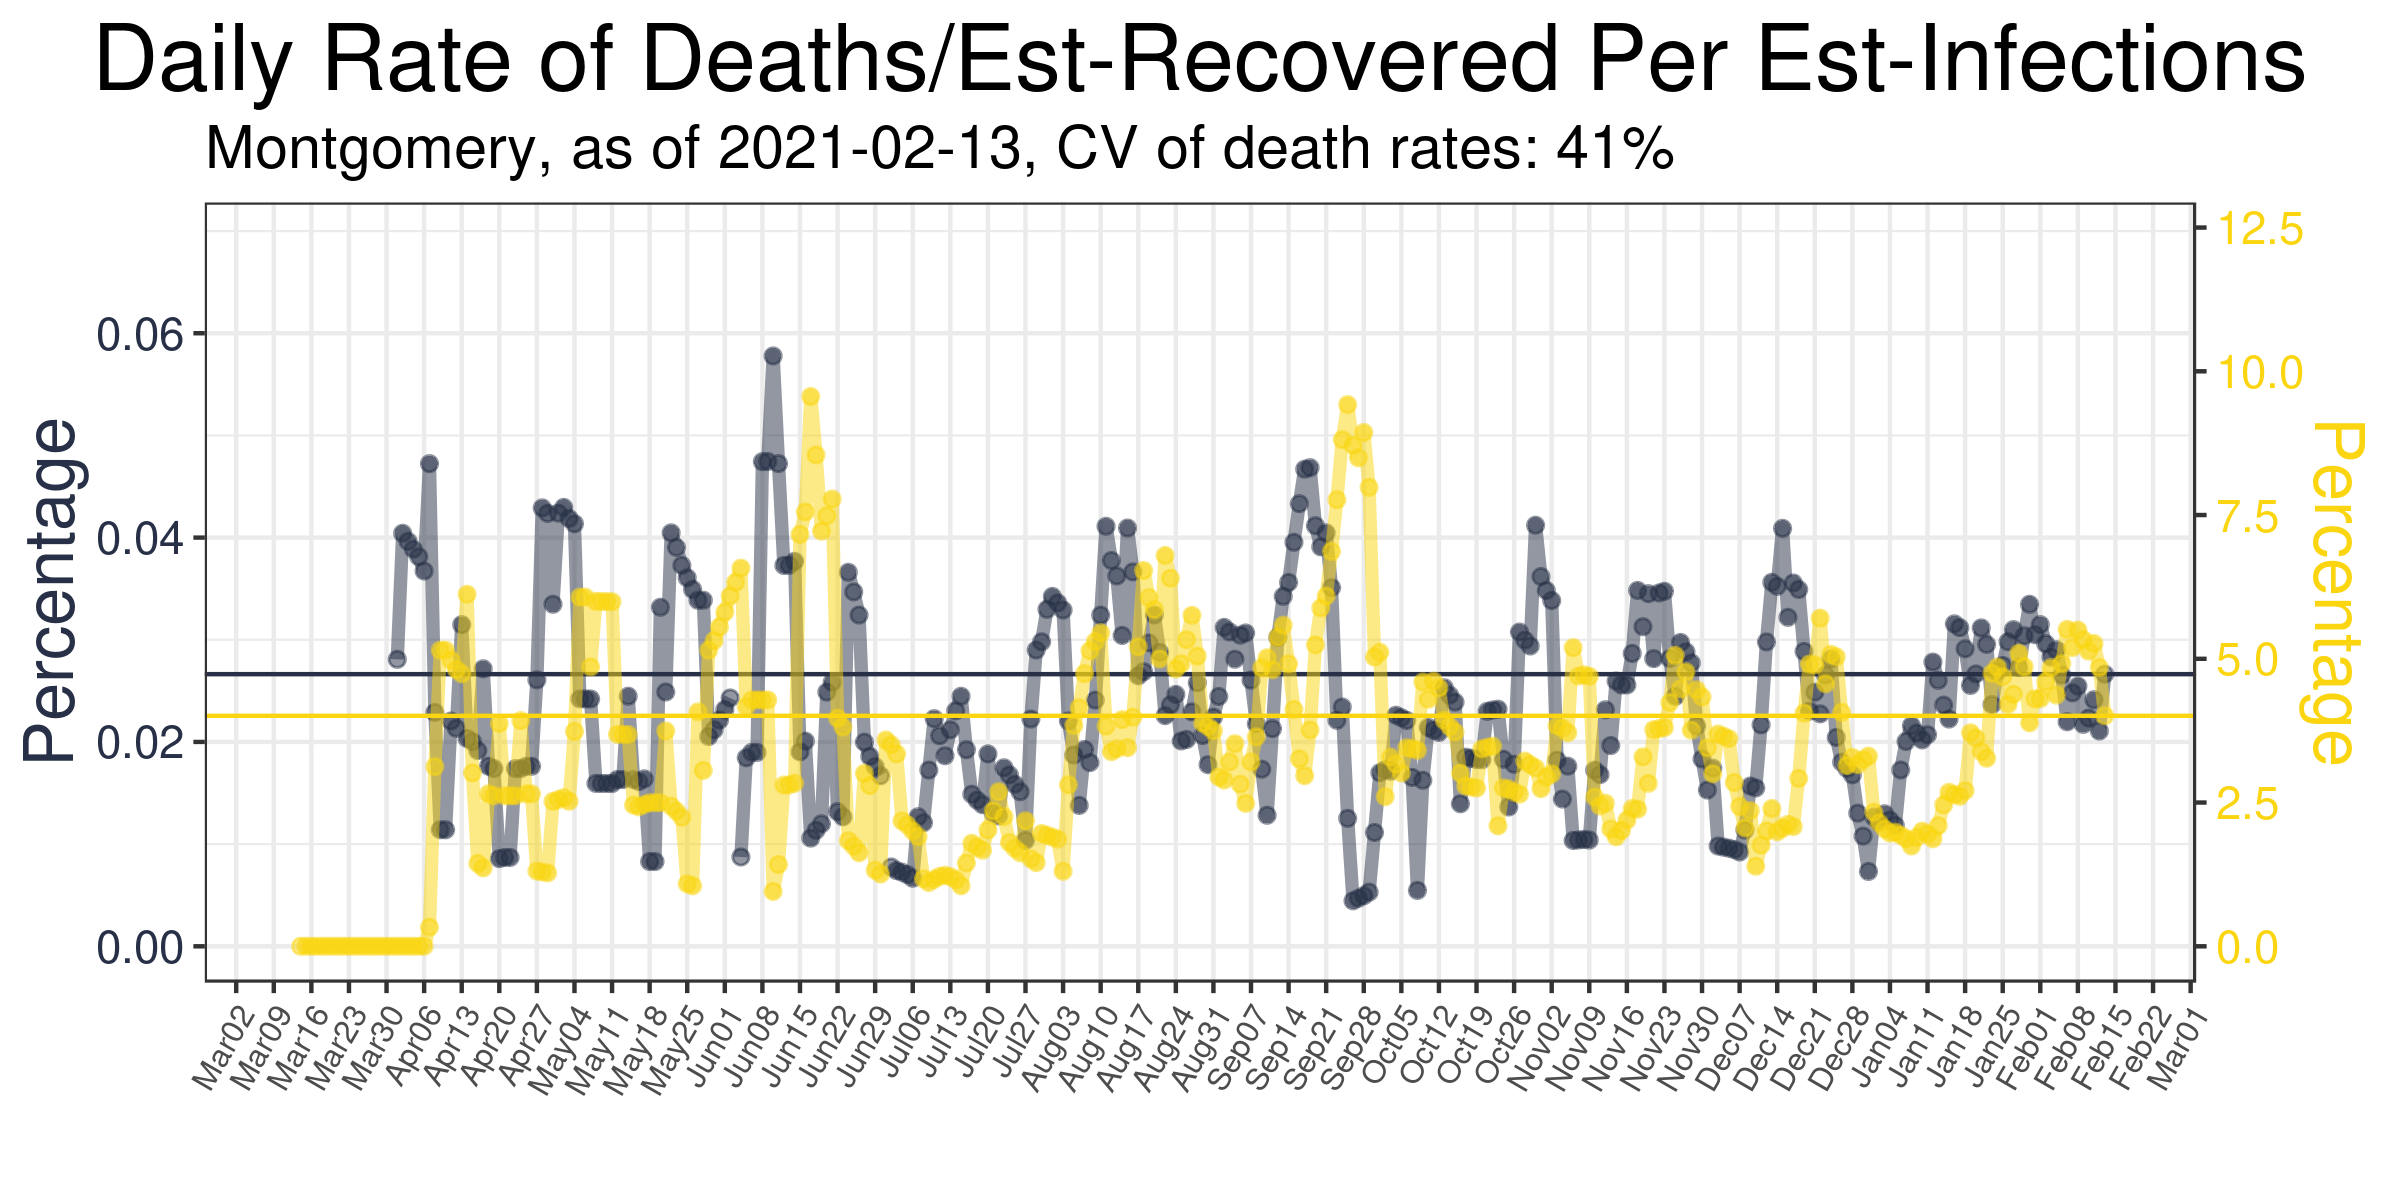 Daily Rate of Deaths/Est-Recovered Per Est-Infections
Montgomery, as of 2021-02-13, CV of death rates: 41%
Percentage
0.06
0.04
0.02
0.00
12.5
10.0
7.5
5.0
2.5
0.0
Percentage
Mar02
Mar09
Mar16
Mar23
Mar30
Apr06
Apr13
Apr20
Apr27
May04
May11
May18
May25
Jun01
Jun08
Jun15
Jun22
Jun29
Jul06
Jul13
Jul20
Jul27
Aug03
Aug10
Aug17
Aug24
Aug31
Sep07
Sep14
Sep21
Sep28
Oct05
Oct12
Oct19
Oct26
Nov02
Nov09
Nov16
Nov23
Nov30
Dec07
Dec14
Dec21
Dec28
Jan04
Jan11
Jan18
Jan25
Feb01
Feb08
Feb15
Feb22
Mar01